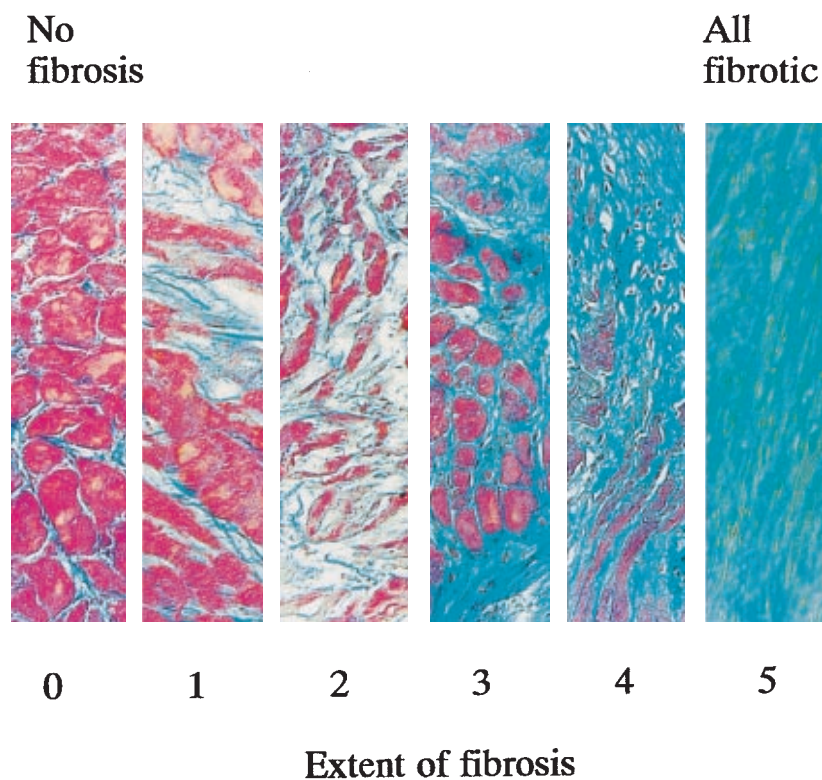 No
fibrosis
All
fibrotic
0 1 2 3 4 5
Extent of fibrosis